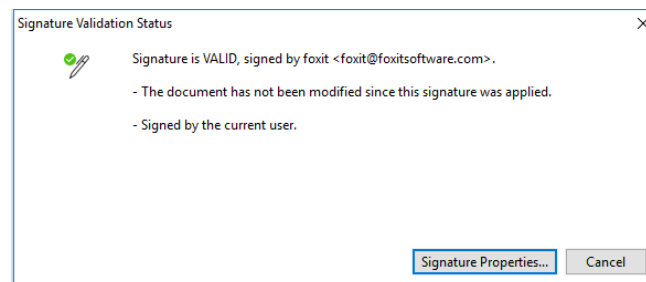 Signature Validation Status
Signature is VALID, signed by foxit <foxit@foxitsoftware.com>.
- The document has not been modified since this signature was applied.
- Signed by the current user.
Signature Properties... Cancel